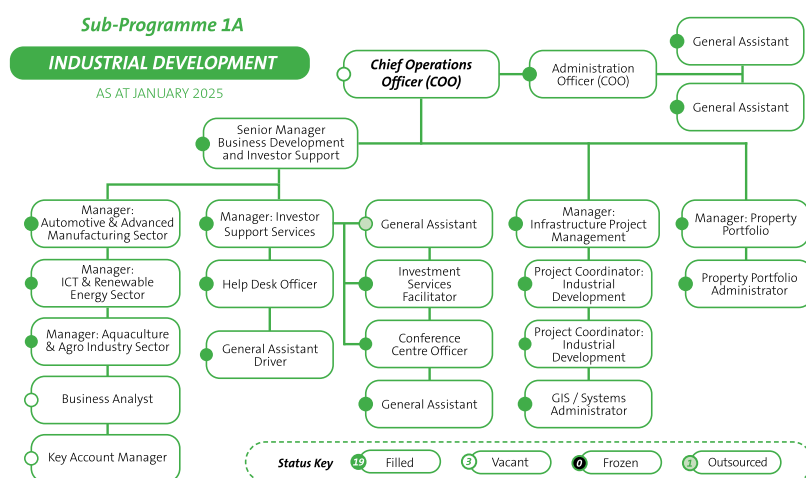 Sub-Programme 1A
INDUSTRIAL DEVELOPMENT
AS AT JANUARY 2025
Chief Operations
Officer (COO)
Administration
Officer (COO)
General Assistant
General Assistant
Senior Manager
Business Development
and Investor Support
Manager:
Automotive & Advanced
Manufacturing Sector
Manager:
ICT & Renewable
Energy Sector
Manager: Aquaculture
& Agro Industry Sector
Business Analyst
Key Account Manager
Manager: Investor
Support Services
Help Desk Officer
General Assistant
Driver
General Assistant
Investment
Services
Facilitator
Conference
Centre Officer
General Assistant
Manager:
Infrastructure Project
Management
Project Coordinator:
Industrial
Development
Project Coordinator:
Industrial
Development
GIS / Systems
Administrator
Manager: Property
Portfolio
Property Portfolio
Administrator
Status Key
19 Filled
3 Vacant
0 Frozen
1 Outsourced